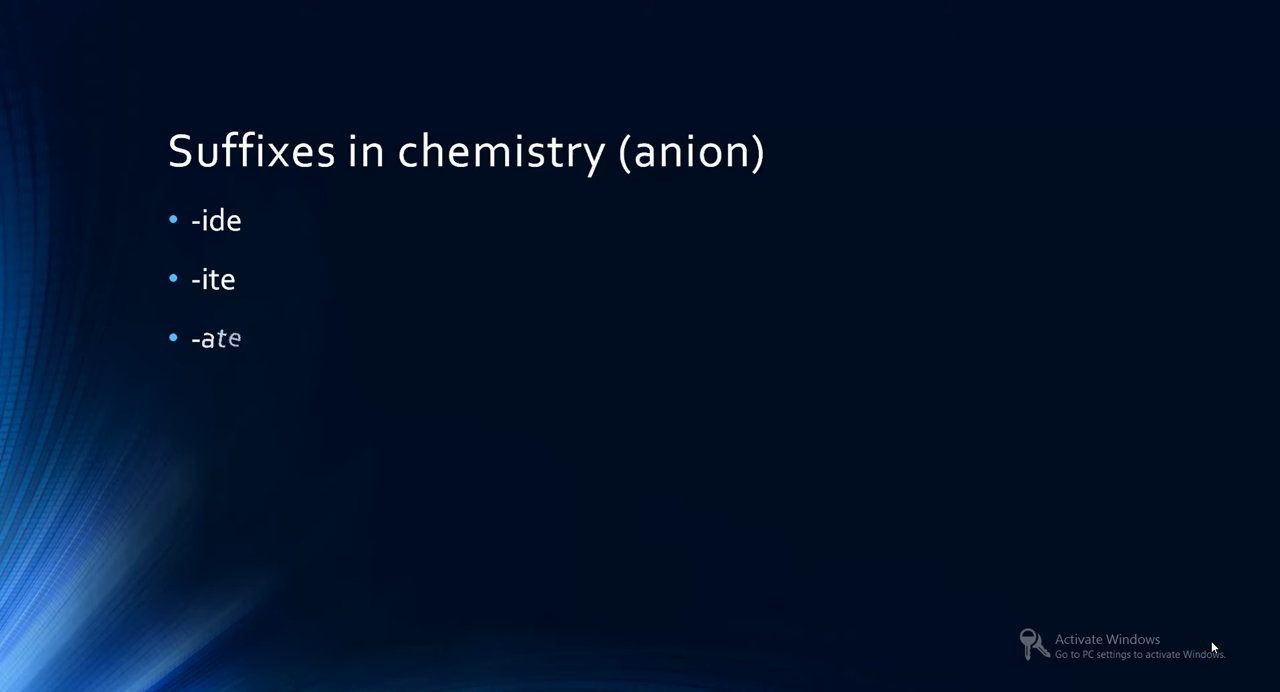 Suffixes in chemistry (anion)
• -ide
• -ite
• -ate
Activate Windows
Go to PC settings to activate Windows.